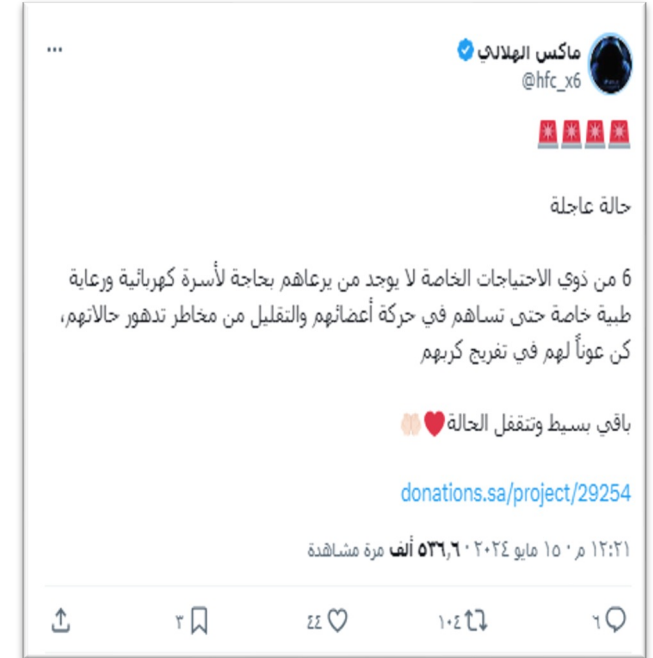 ماكس الهلالي
@hfc_x6
🚨🚨🚨🚨
حالة عاجلة
6 من ذوي الاحتياجات الخاصة لا يوجد من يرعاهم بحاجة لأسرة كهربائية ورعاية
طبية خاصة حتى تساهم في حركة أعضائهم والتقليل من مخاطر تدهور حالاتهم،
كن عوناً لهم في تفريج كربهم
باقي بسيط وتتقفل الحالة❤️🤲🏻
donations.sa/project/29254
١٢:٢١ م · ١٥ مايو ٢٠٢٤ · ٥٣٦,٦ ألف مرة مشاهدة
٦ ١٠٤ ٤٤ ٣